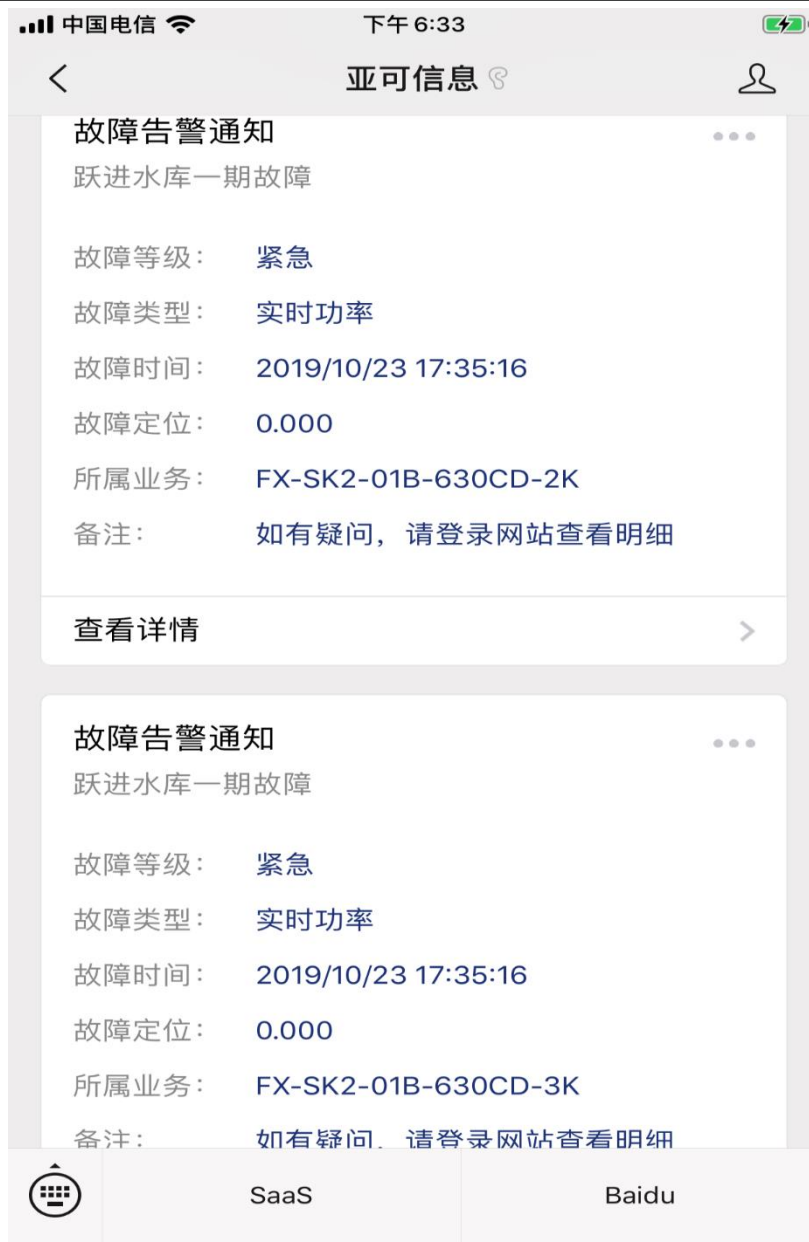 中国电信 下午 6:33
亚可信息
故障告警通知
跃进水库一期故障
故障等级: 紧急
故障类型: 实时功率
故障时间: 2019/10/23 17:35:16
故障定位: 0.000
所属业务: FX-SK2-01B-630CD-2K
备注: 如有疑问，请登录网站查看明细
查看详情
故障告警通知
跃进水库一期故障
故障等级: 紧急
故障类型: 实时功率
故障时间: 2019/10/23 17:35:16
故障定位: 0.000
所属业务: FX-SK2-01B-630CD-3K
备注: 如有疑问，请登录网站查看明细
SaaS Baidu